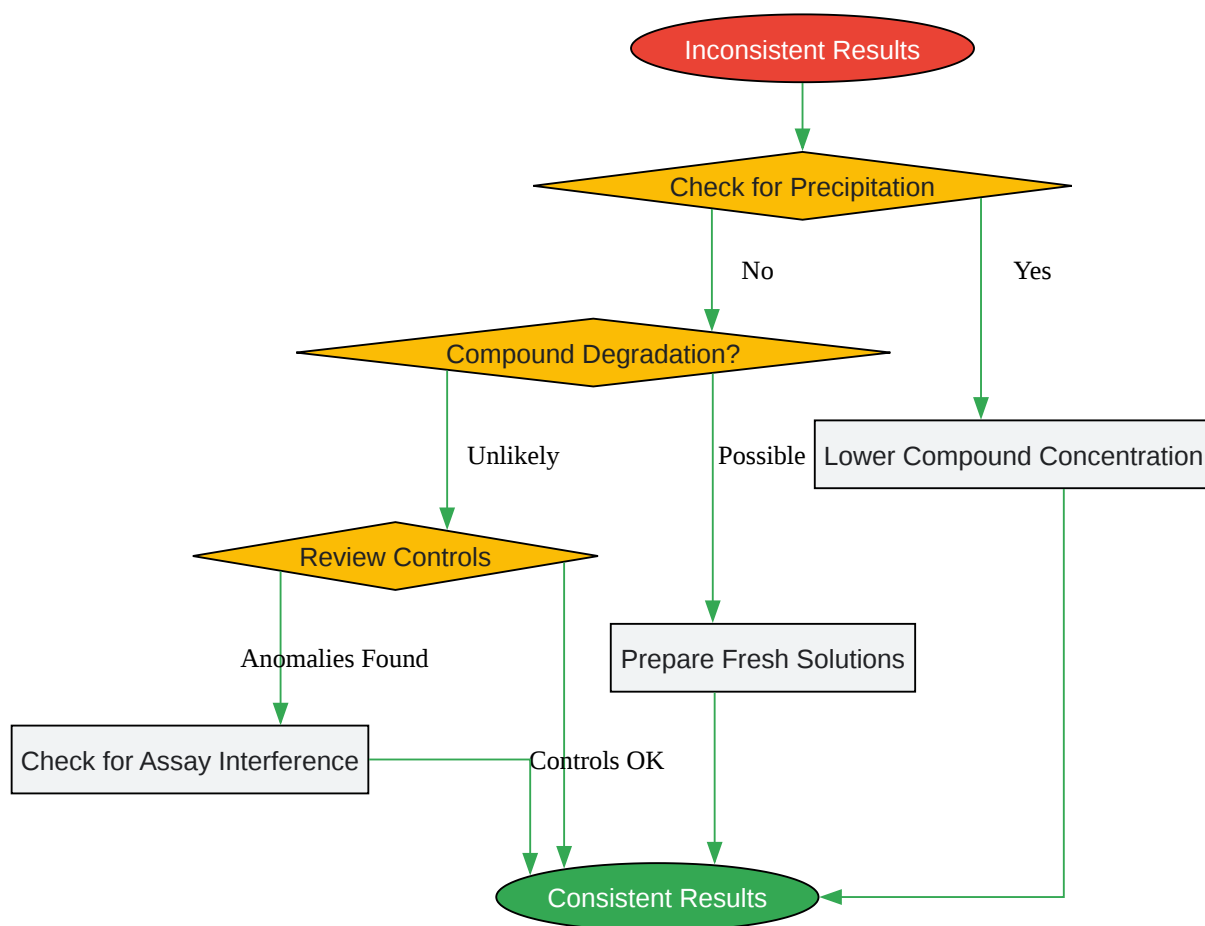 Inconsistent Results
Check for Precipitation
No
Yes
Compound Degradation?
Unlikely
Possible
Lower Compound Concentration
Review Controls
Anomalies Found
Prepare Fresh Solutions
Check for Assay Interference
Controls OK
Consistent Results